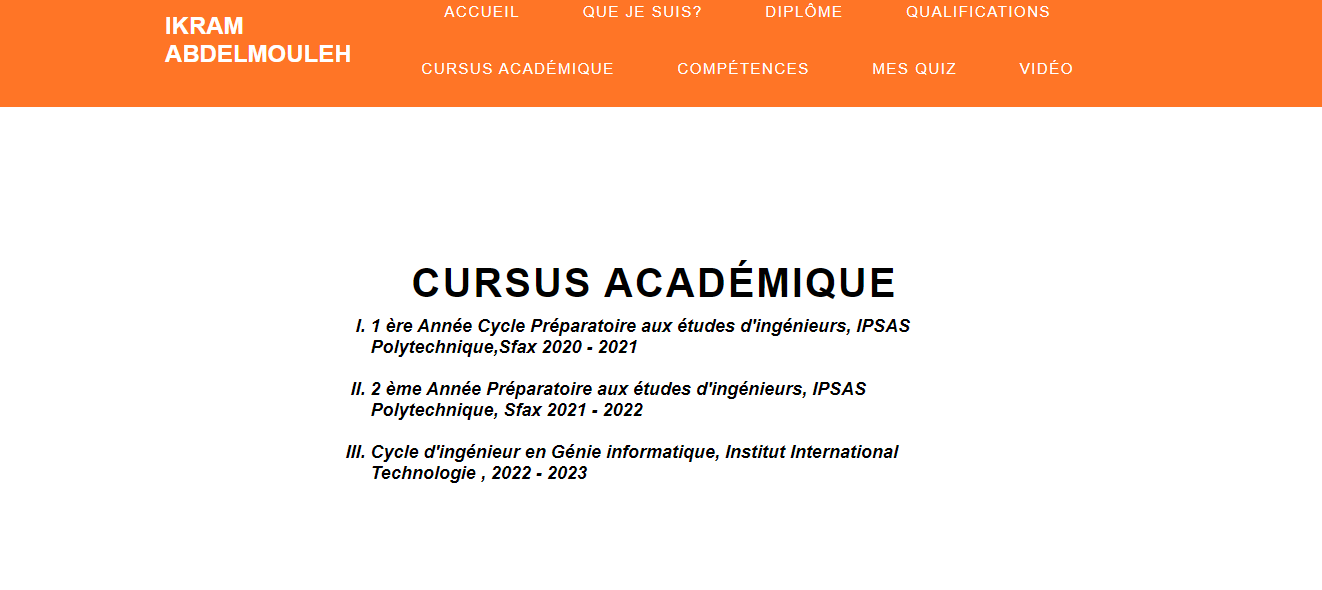 IKRAM
ABDELMOULEH
ACCUEIL QUE JE SUIS? DIPLÔME QUALIFICATIONS
CURSUS ACADÉMIQUE COMPÉTENCES MES QUIZ VIDÉO
CURSUS ACADÉMIQUE
I. 1 ère Année Cycle Préparatoire aux études d'ingénieurs, IPSAS
Polytechnique,Sfax 2020 - 2021
II. 2 ème Année Préparatoire aux études d'ingénieurs, IPSAS
Polytechnique, Sfax 2021 - 2022
III. Cycle d'ingénieur en Génie informatique, Institut International
Technologie , 2022 - 2023